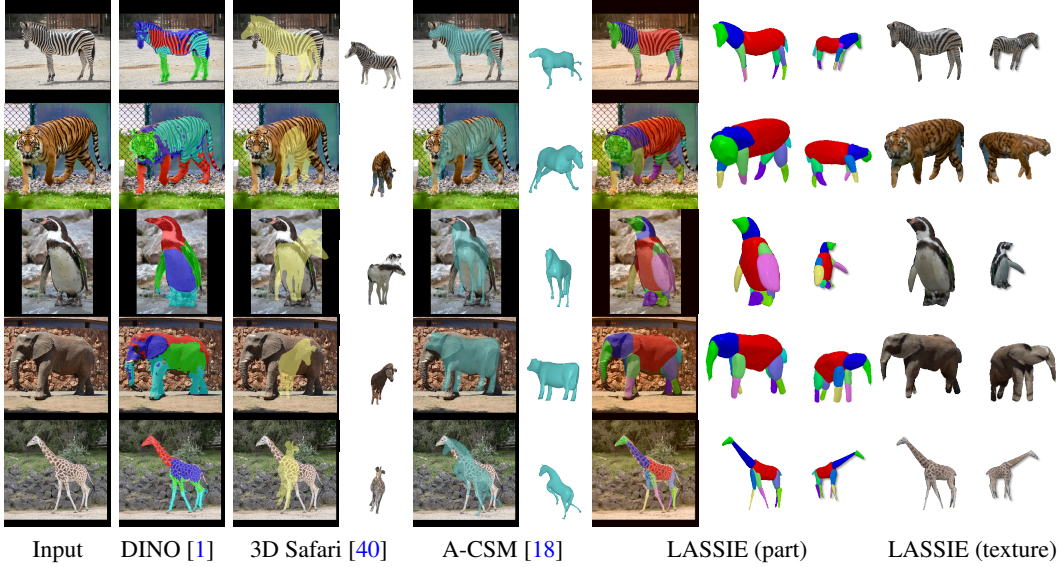 Input DINO [1] 3D Safari [40] A-CSM [18] LASSIE (part) LASSIE (texture)